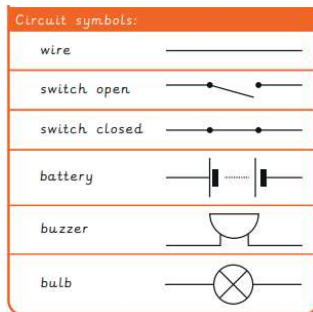 Circuit symbols:
wire
switch open
switch closed
battery
buzzer
bulb